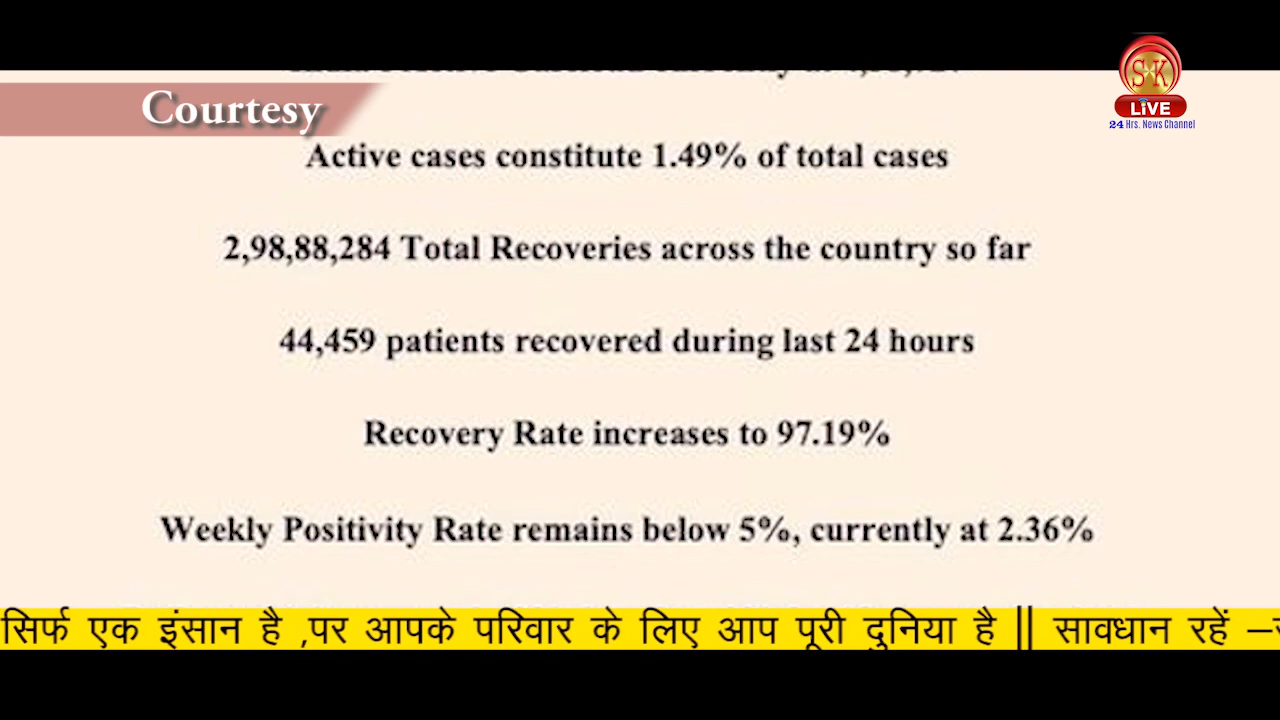 Courtesy
S K
LIVE
24 Hrs. News Channel
Active cases constitute 1.49% of total cases
2,98,88,284 Total Recoveries across the country so far
44,459 patients recovered during last 24 hours
Recovery Rate increases to 97.19%
Weekly Positivity Rate remains below 5%, currently at 2.36%
सिर्फ एक इंसान है ,पर आपके परिवार के लिए आप पूरी दुनिया है || सावधान रहें –